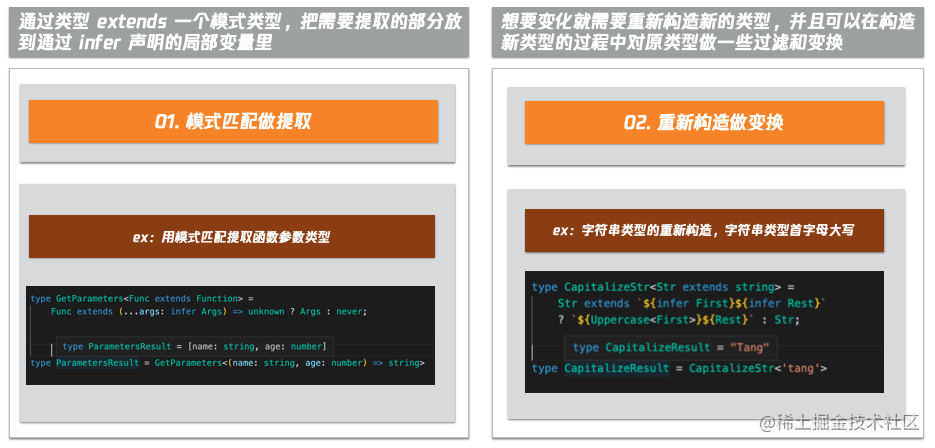 通过类型 extends 一个模式类型，把需要提取的部分放
到通过 infer 声明的局部变量里
01. 模式匹配做提取
ex：用模式匹配提取函数参数类型
type GetParameters<Func extends Function> =
Func extends (...args: infer Args) => unknown ? Args : never;
type ParametersResult = [name: string, age: number]
type ParametersResult = GetParameters<(name: string, age: number) => string>
想要变化就需要重新构造新的类型，并且可以在构造
新类型的过程中对原类型做一些过滤和变换
02. 重新构造做变换
ex：字符串类型的重新构造，字符串类型首字母大写
type CapitalizeStr<Str extends string> =
Str extends `${infer First}${infer Rest}`
? `${Uppercase<First>}${Rest}` : Str;
type CapitalizeResult = "Tang"
type CapitalizeResult = CapitalizeStr<'tang'>
@稀土掘金技术社区